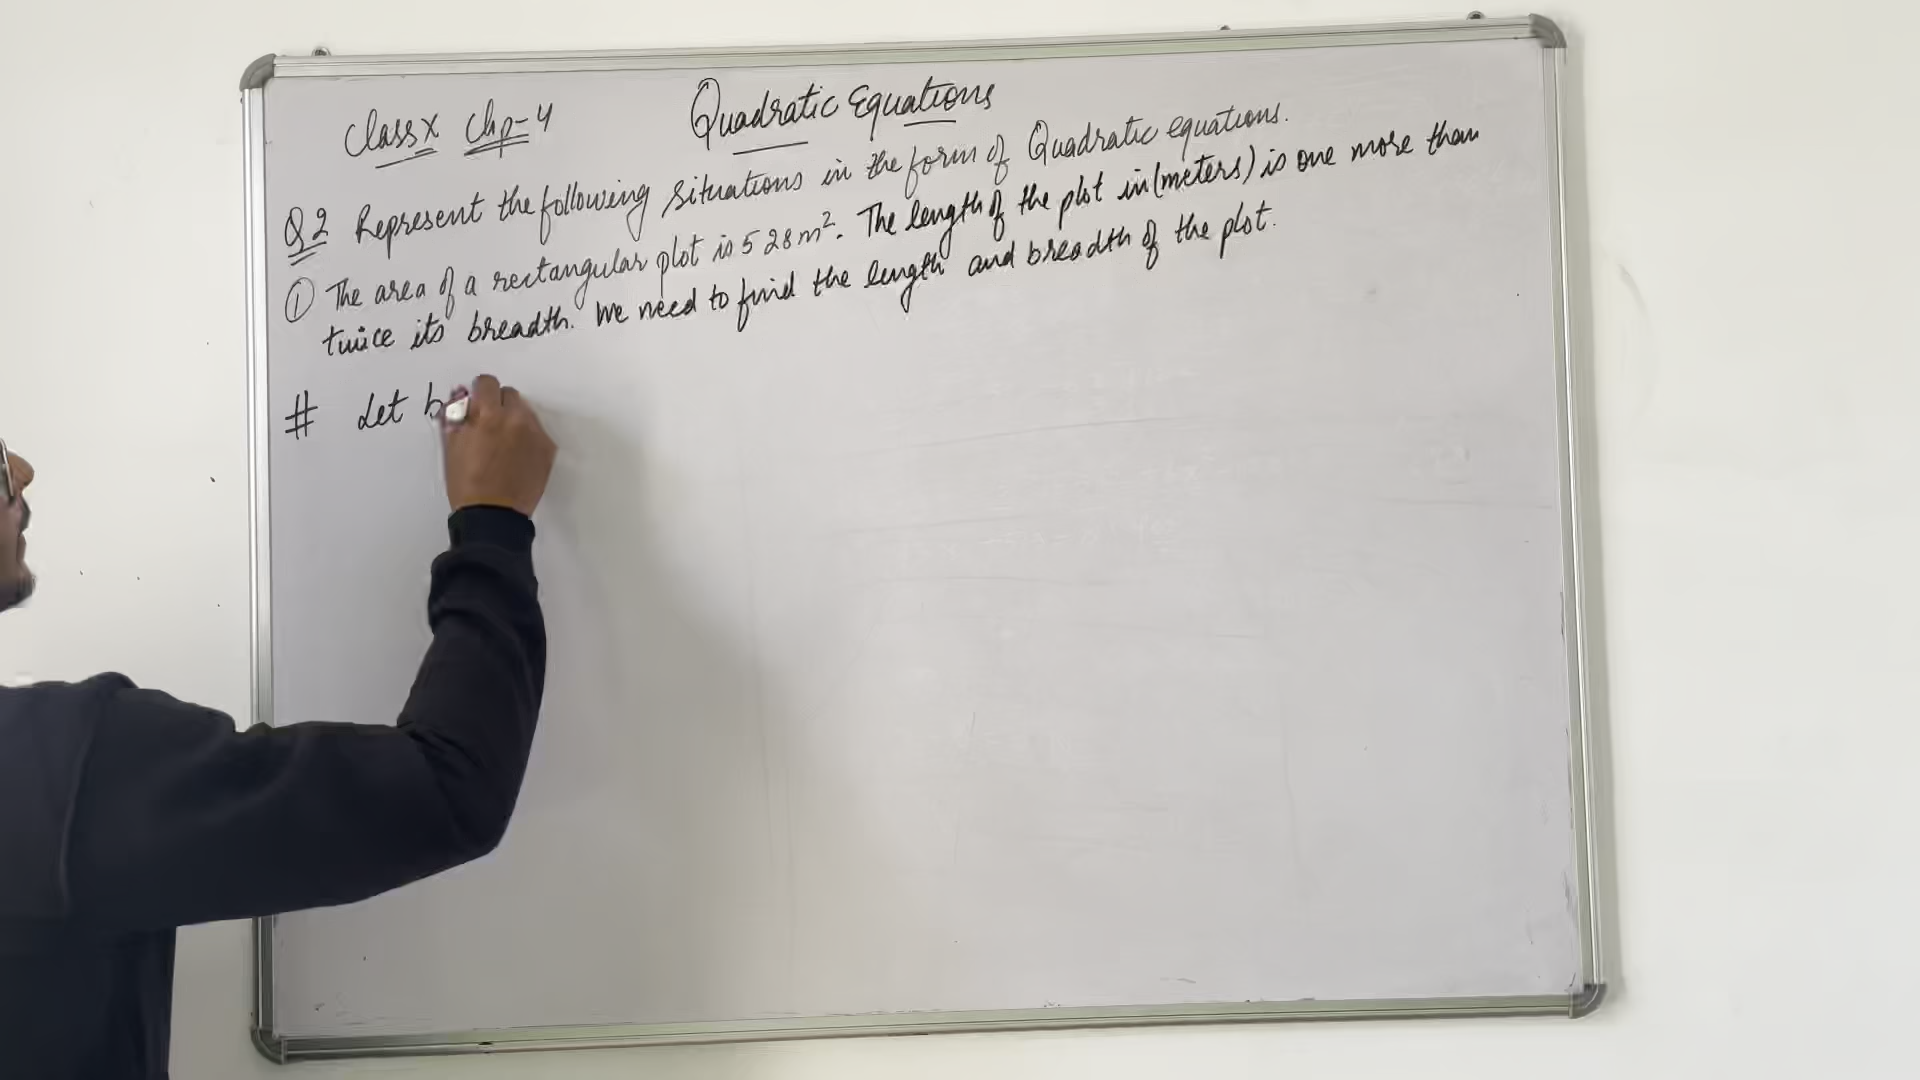 Class X Chp-4 Quadratic Equations
Q2 Represent the following situations in the form of Quadratic equations.
① The area of a rectangular plot is 528m². The length of the plot in (meters) is one more than
twice its breadth. We need to find the length and breadth of the plot.
# Let b